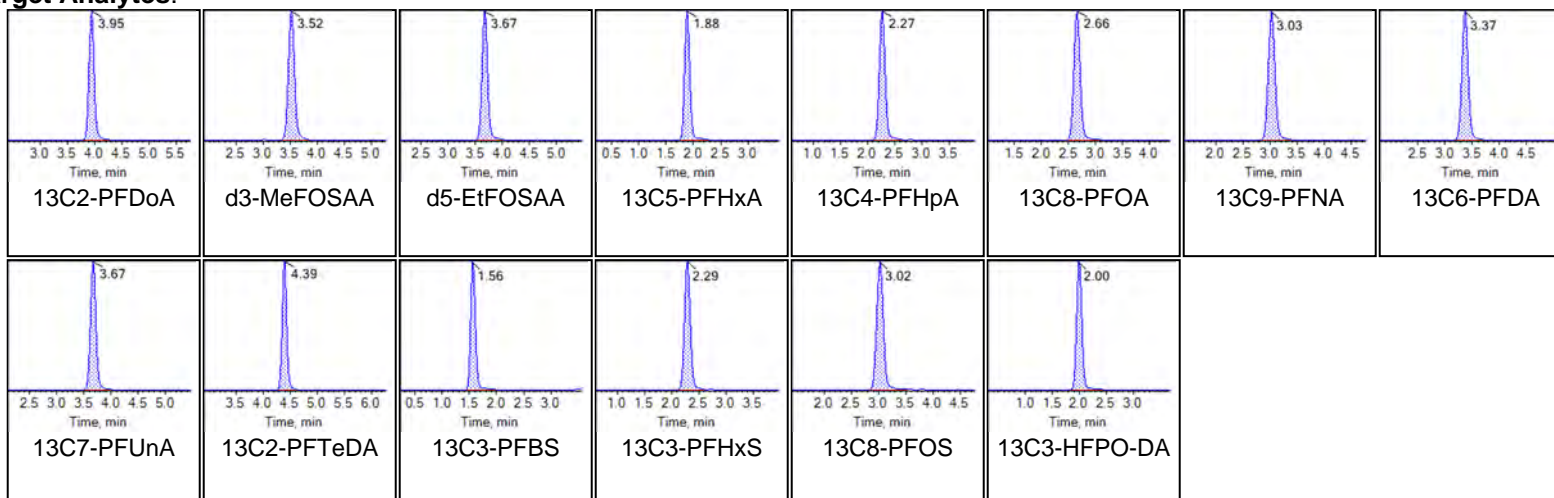 rget Analytes:
3.95 3.52 3.67 1.88 2.27 2.66 3.03 3.37
3.0 3.5 4.0 4.5 5.0 5.5 2.5 3.0 3.5 4.0 4.5 5.0 2.5 3.0 3.5 4.0 4.5 5.0 0.5 1.0 1.5 2.0 2.5 3.0 1.0 1.5 2.0 2.5 3.0 3.5 1.5 2.0 2.5 3.0 3.5 4.0 2.0 2.5 3.0 3.5 4.0 4.5 2.5 3.0 3.5 4.0 4.5
Time, min Time, min Time, min Time, min Time, min Time, min Time, min Time, min
13C2-PFDoA d3-MeFOSAA d5-EtFOSAA 13C5-PFHxA 13C4-PFHpA 13C8-PFOA 13C9-PFNA 13C6-PFDA
3.67 4.39 1.56 2.29 3.02 2.00
2.5 3.0 3.5 4.0 4.5 5.0 3.5 4.0 4.5 5.0 5.5 6.0 0.5 1.0 1.5 2.0 2.5 3.0 1.0 1.5 2.0 2.5 3.0 3.5 2.0 2.5 3.0 3.5 4.0 4.5 1.0 1.5 2.0 2.5 3.0
Time, min Time, min Time, min Time, min Time, min Time, min
13C7-PFUnA 13C2-PFTeDA 13C3-PFBS 13C3-PFHxS 13C8-PFOS 13C3-HFPO-DA